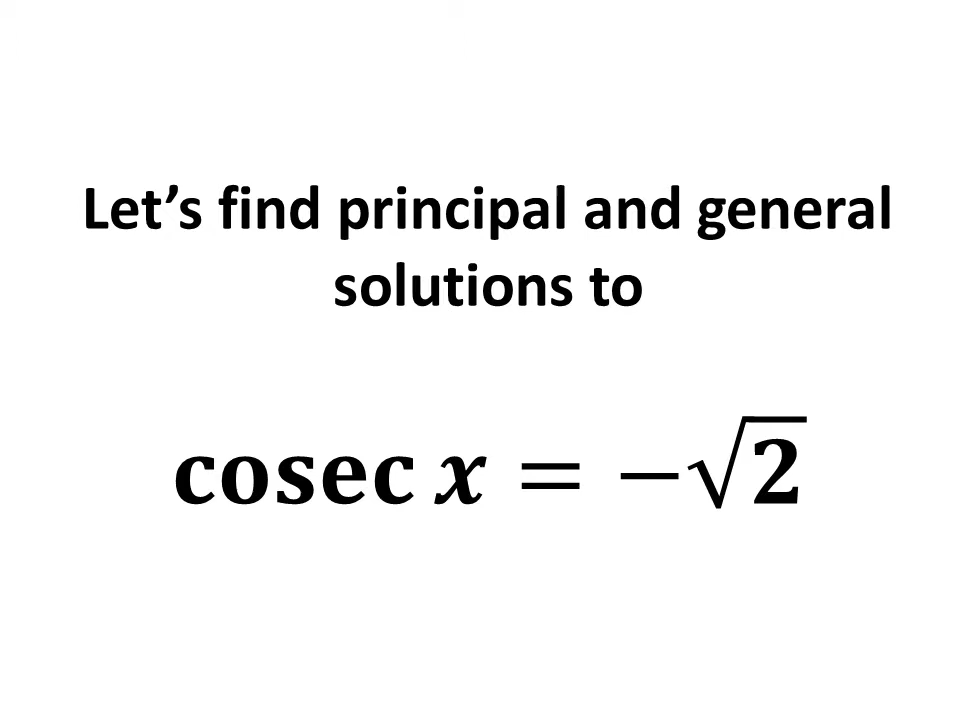 Let’s find principal and general
solutions to
cosec x = −√2